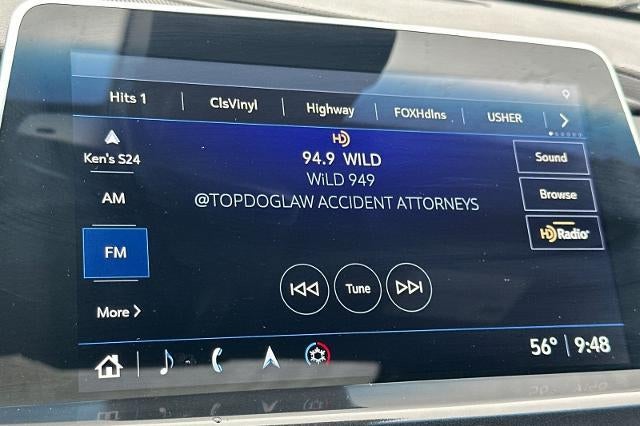 Hits 1 ClsVinyl Highway FOXHdlns USHER
Ken's S24
AM
FM
More
HD
94.9 WILD
WiLD 949
@TOPDOGLAW ACCIDENT ATTORNEYS
Tune
Sound
Browse
HD Radio
56° 9:48